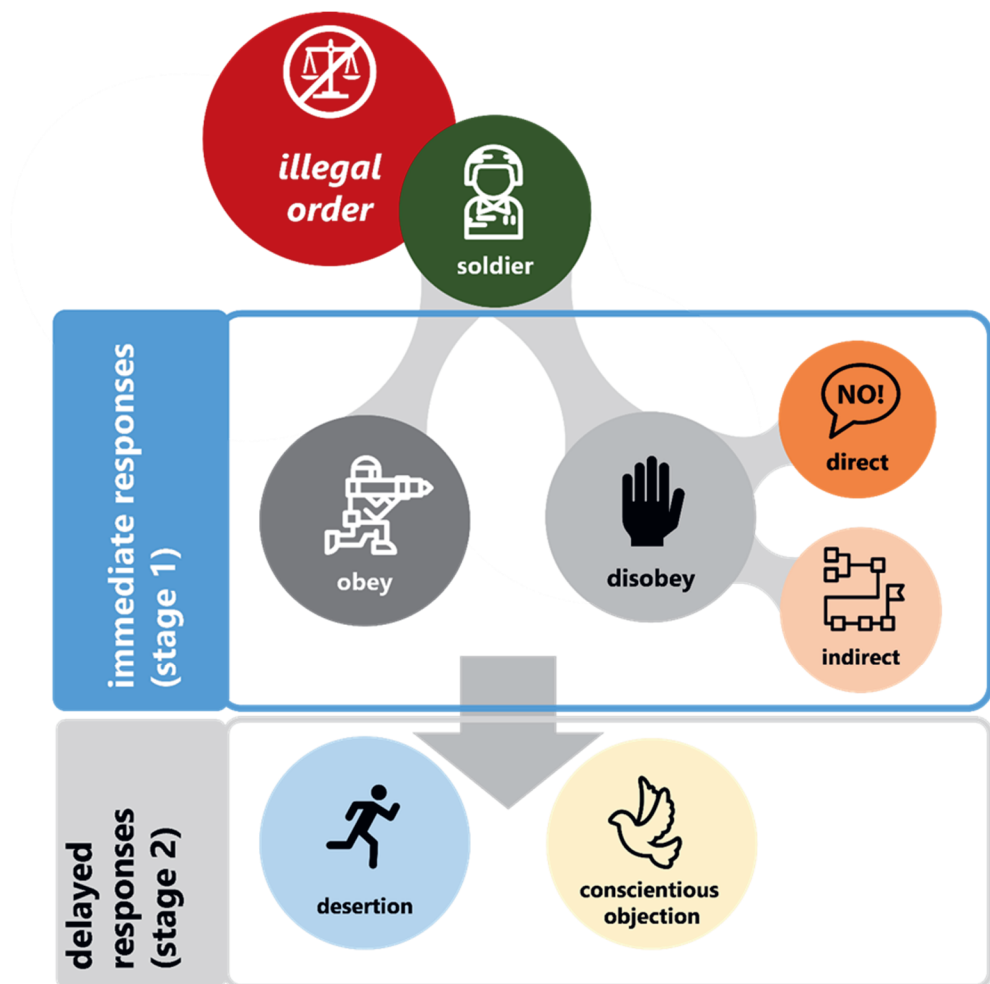 illegal
order
soldier
immediate responses
(stage 1)
obey
disobey
NO!
direct
indirect
delayed
responses
(stage 2)
desertion
conscientious
objection